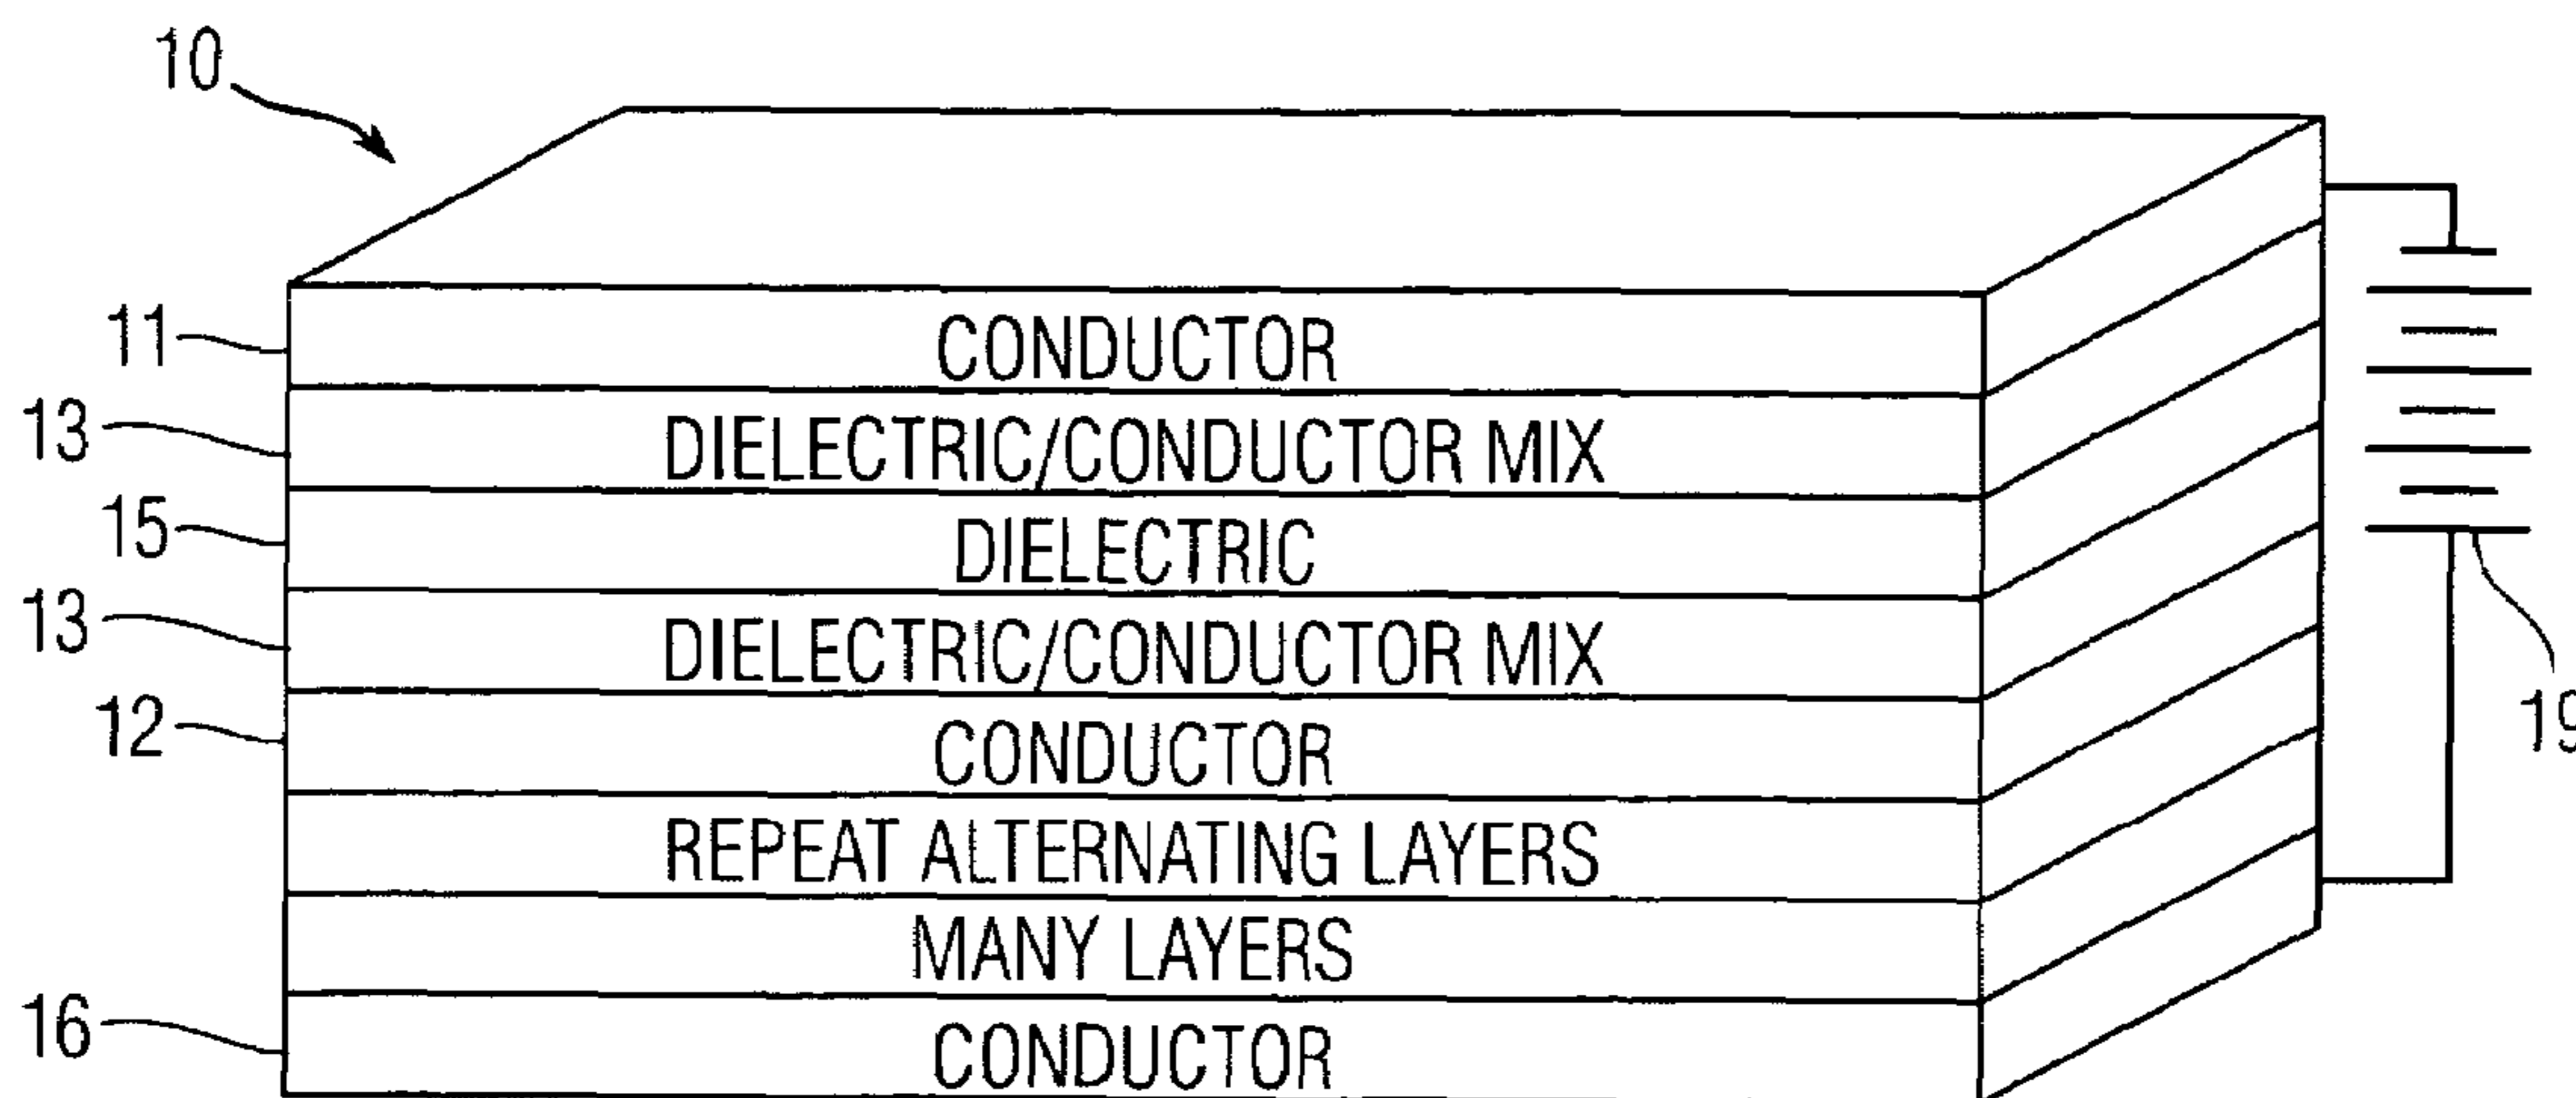 10
11 CONDUCTOR
13 DIELECTRIC/CONDUCTOR MIX
15 DIELECTRIC
13 DIELECTRIC/CONDUCTOR MIX
12 CONDUCTOR
19
REPEAT ALTERNATING LAYERS
MANY LAYERS
16 CONDUCTOR